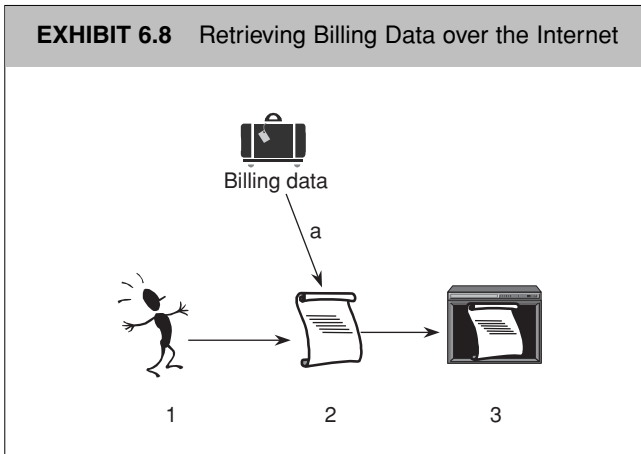 EXHIBIT 6.8 Retrieving Billing Data over the Internet
Billing data
a
1 2 3